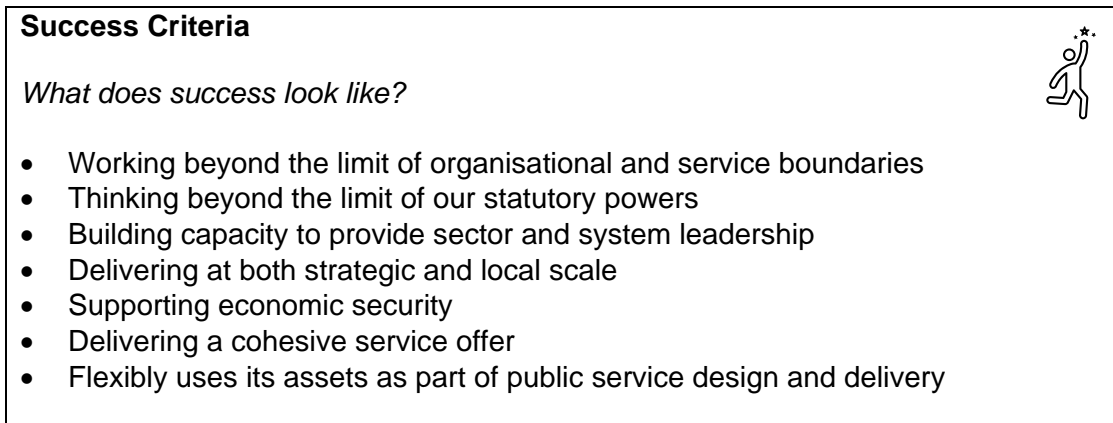 Success Criteria
What does success look like?
• Working beyond the limit of organisational and service boundaries
• Thinking beyond the limit of our statutory powers
• Building capacity to provide sector and system leadership
• Delivering at both strategic and local scale
• Supporting economic security
• Delivering a cohesive service offer
• Flexibly uses its assets as part of public service design and delivery